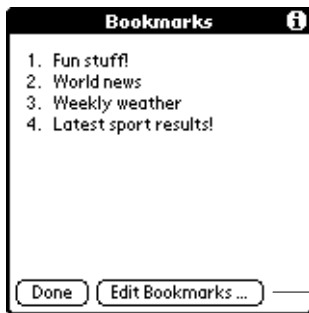 Bookmarks i
1. Fun stuff!
2. World news
3. Weekly weather
4. Latest sport results!
Done Edit Bookmarks ...